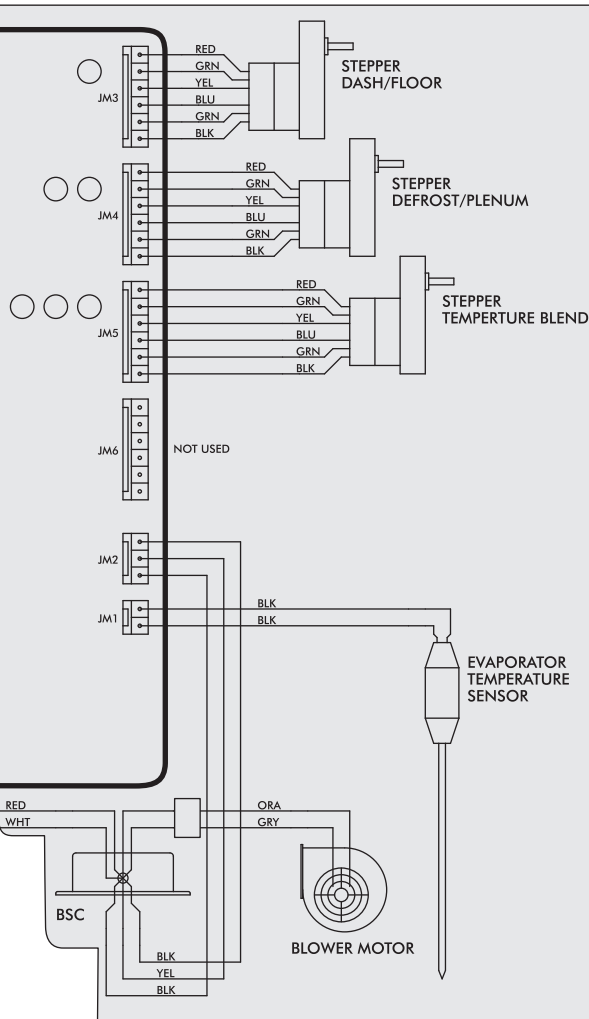 RED
GRN
YEL
JM3
BLU
GRN
BLK
STEPPER
DASH/FLOOR
RED
GRN
YEL
JM4
BLU
GRN
BLK
STEPPER
DEFROST/PLENUM
RED
GRN
YEL
JM5
BLU
GRN
BLK
STEPPER
TEMPERTURE BLEND
JM6
NOT USED
JM2
JM1
BLK
BLK
EVAPORATOR
TEMPERATURE
SENSOR
RED
WHT
ORA
GRY
BSC
BLOWER MOTOR
BLK
YEL
BLK